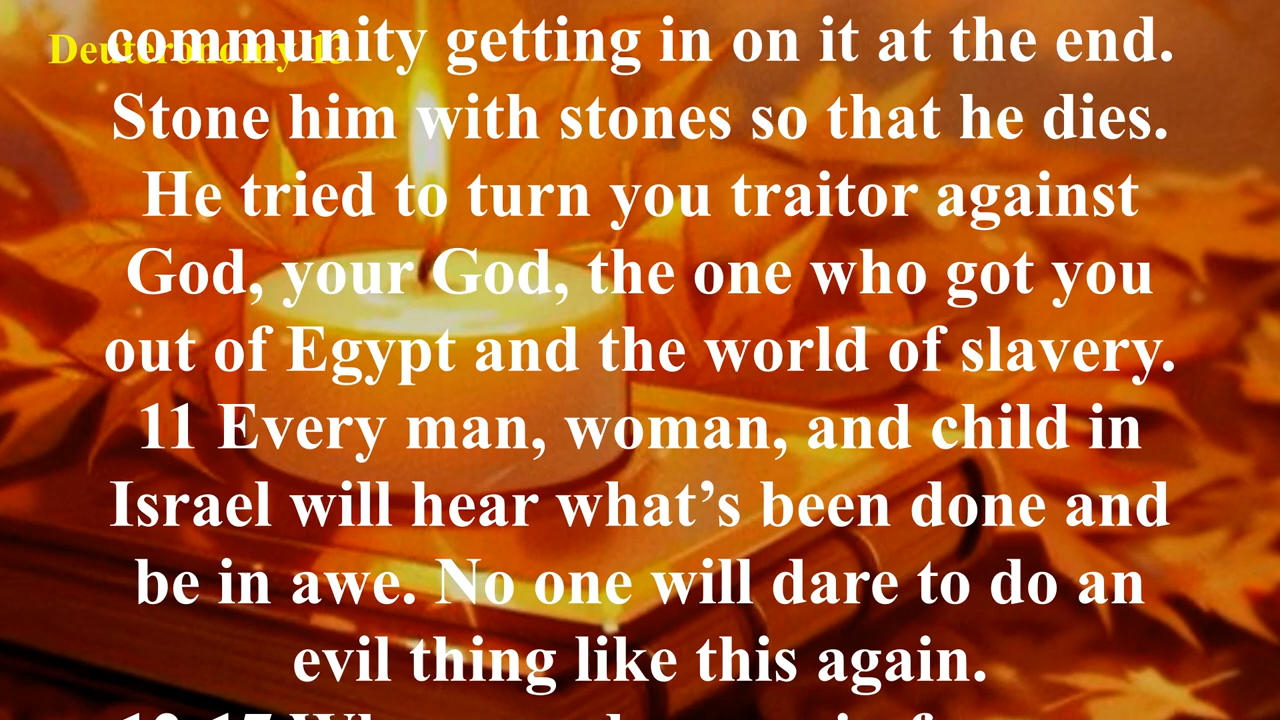 Deuteronomy 13
community getting in on it at the end.
Stone him with stones so that he dies.
He tried to turn you traitor against
God, your God, the one who got you
out of Egypt and the world of slavery.
11 Every man, woman, and child in
Israel will hear what’s been done and
be in awe. No one will dare to do an
evil thing like this again.